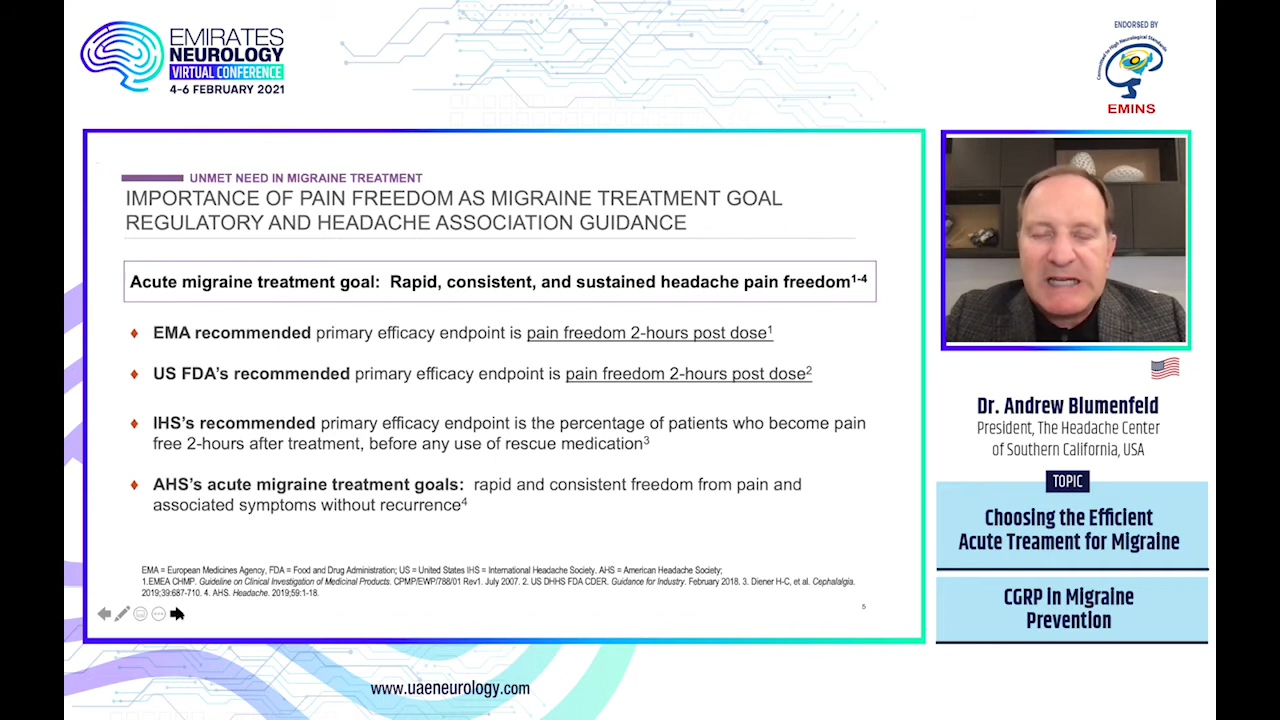 EMIRATES
NEUROLOGY
VIRTUAL CONFERENCE
4-6 FEBRUARY 2021
ENDORSED BY
Committed to High Neurological Standards
EMINS
UNMET NEED IN MIGRAINE TREATMENT
IMPORTANCE OF PAIN FREEDOM AS MIGRAINE TREATMENT GOAL
REGULATORY AND HEADACHE ASSOCIATION GUIDANCE
Acute migraine treatment goal: Rapid, consistent, and sustained headache pain freedom1-4
♦ EMA recommended primary efficacy endpoint is pain freedom 2-hours post dose1
♦ US FDA's recommended primary efficacy endpoint is pain freedom 2-hours post dose2
♦ IHS's recommended primary efficacy endpoint is the percentage of patients who become pain
free 2-hours after treatment, before any use of rescue medication3
♦ AHS's acute migraine treatment goals: rapid and consistent freedom from pain and
associated symptoms without recurrence4
EMA = European Medicines Agency, FDA = Food and Drug Administration; US = United States IHS = International Headache Society. AHS = American Headache Society;
1.EMEA CHMP. Guideline on Clinical Investigation of Medicinal Products. CPMP/EWP/788/01 Rev1. July 2007. 2. US DHHS FDA CDER. Guidance for Industry. February 2018. 3. Diener H-C, et al. Cephalalgia.
2019;39:687-710. 4. AHS. Headache. 2019;59:1-18.
5
Dr. Andrew Blumenfeld
President, The Headache Center
of Southern California, USA
TOPIC
Choosing the Efficient
Acute Treament for Migraine
CGRP in Migraine
Prevention
www.uaeneurology.com